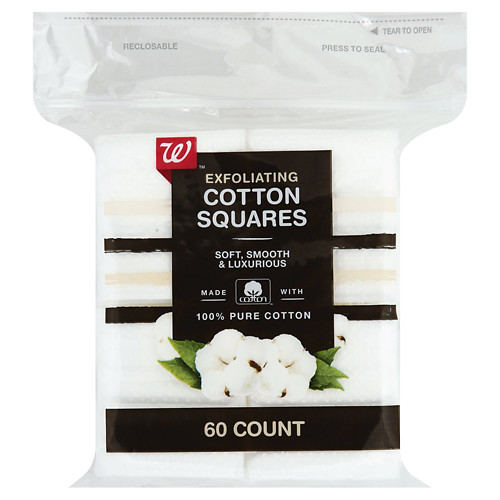 TEAR TO OPEN
RECLOSABLE PRESS TO SEAL
W™
EXFOLIATING
COTTON
SQUARES
SOFT, SMOOTH
& LUXURIOUS
MADE WITH
cotton
100% PURE COTTON
60 COUNT